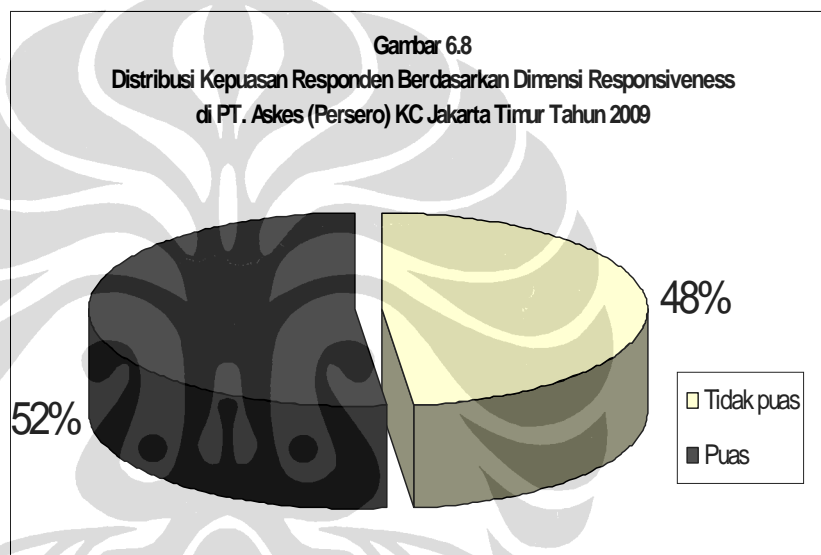 Gambar 6.8
Distribusi Kepuasan Responden Berdasarkan Dimensi Responsiveness
di PT. Askes (Persero) KC Jakarta Timur Tahun 2009
48%
52%
Tidak puas
Puas